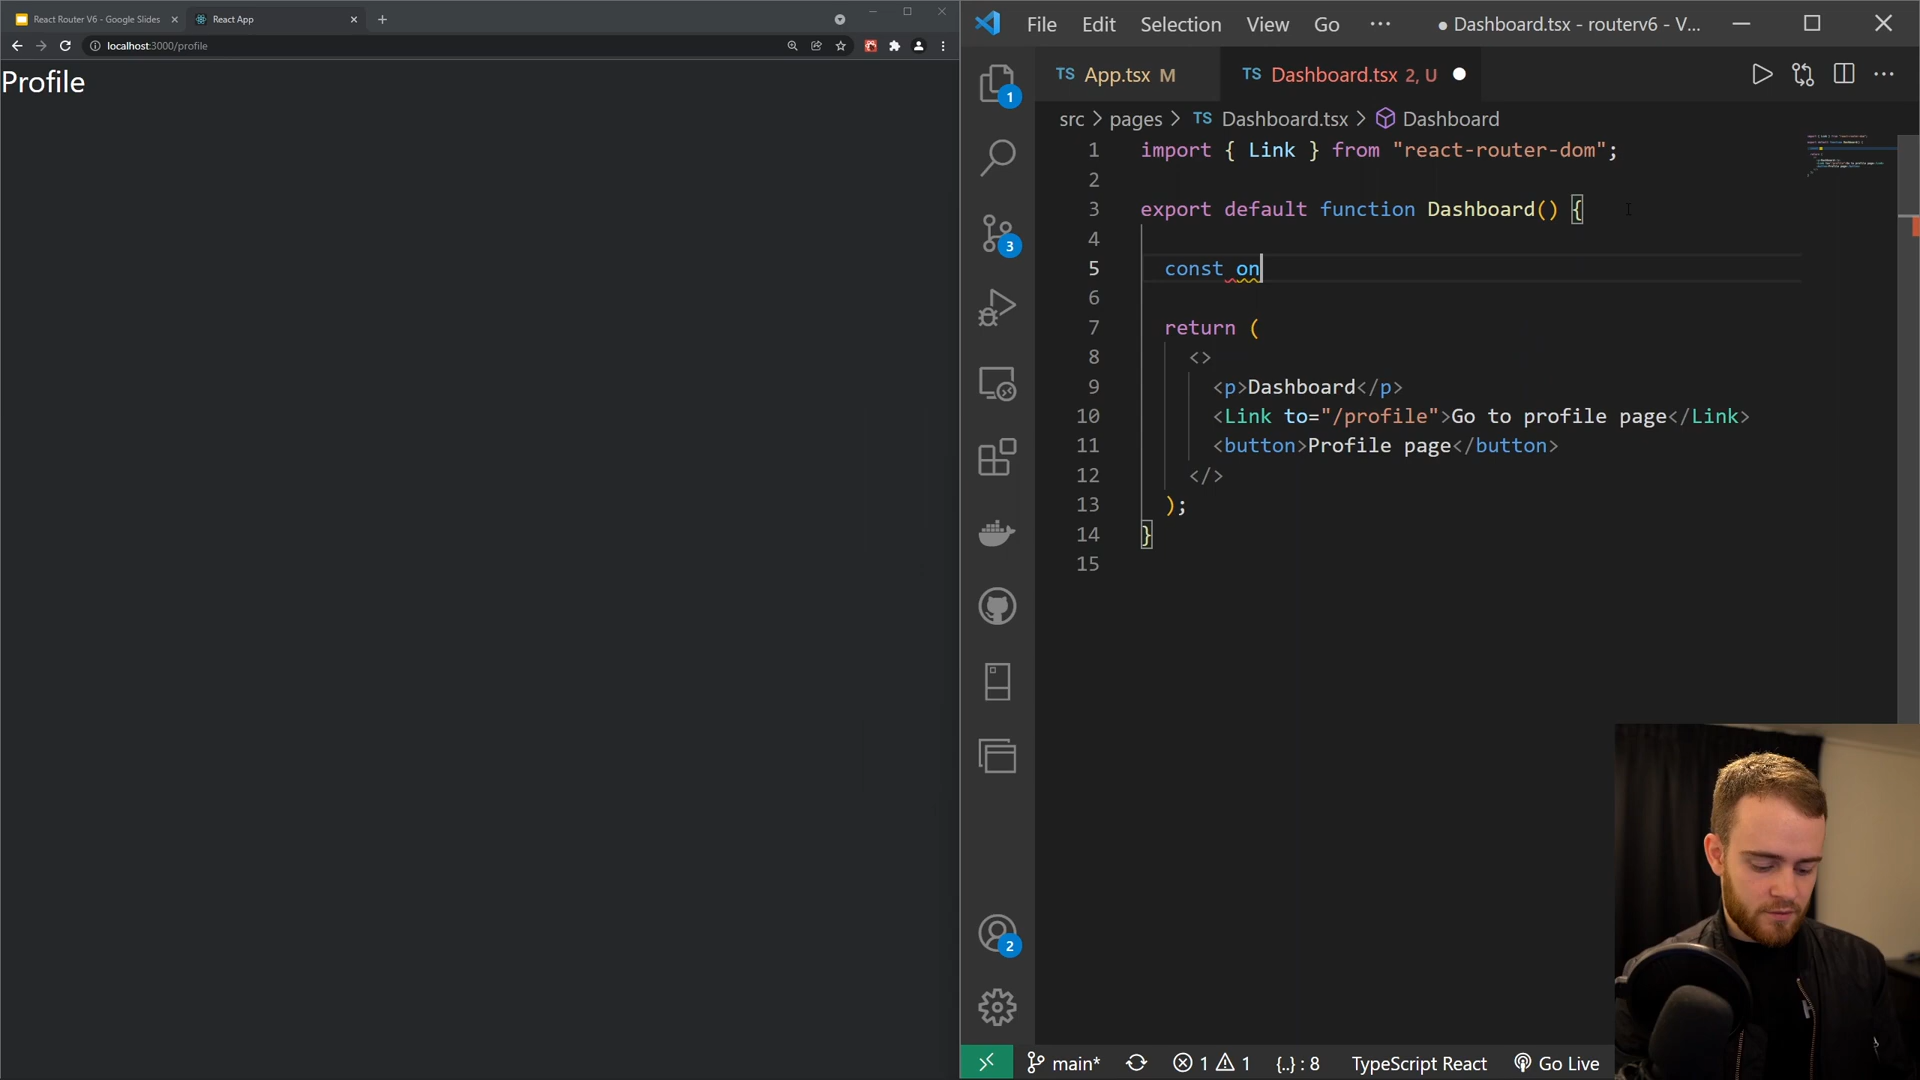 React Router V6 - Google Slides
React App
localhost:3000/profile
Profile
File Edit Selection View Go ... ● Dashboard.tsx - routerv6 - V...
TS App.tsx M
TS Dashboard.tsx 2, U
src > pages > TS Dashboard.tsx > Dashboard
1 import { Link } from "react-router-dom";
2
3 export default function Dashboard() {
4
5 const on
6
7 return (
8 <>
9 <p>Dashboard</p>
10 <Link to="/profile">Go to profile page</Link>
11 <button>Profile page</button>
12 </>
13 );
14 }
15
1
3
2
main* 1 1 {..} : 8 TypeScript React Go Live